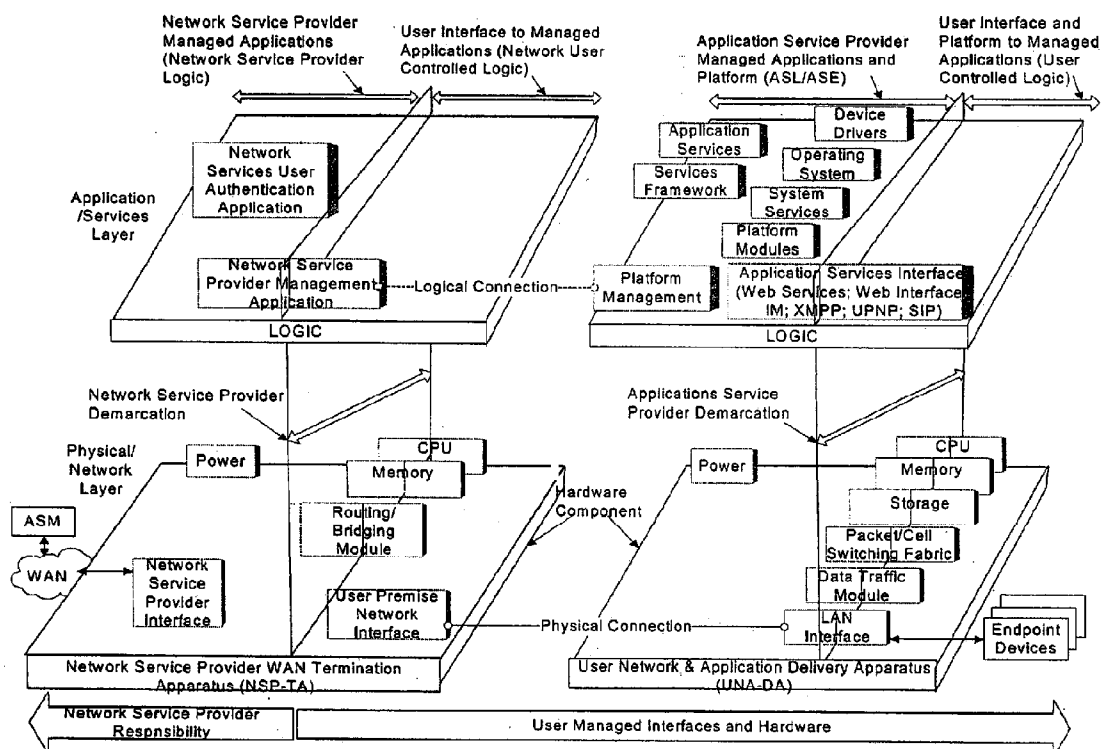 Network Service Provider
Managed Applications
(Network Service Provider
Logic)
User Interface to Managed
Applications (Network User
Controlled Logic)
Application Service Provider
Managed Applications and
Platform (ASL/ASE)
User Interface and
Platform to Managed
Applications (User
Controlled Logic)
Application
/Services
Layer
Network
Services User
Authentication
Application
Network Service
Provider Management
Application
Logical Connection
LOGIC
Application
Services
Device
Drivers
Services
Framework
Operating
System
System
Services
Platform
Modules
Platform
Management
Application Services Interface
(Web Services; Web Interface
IM; XMPP; UPNP; SIP)
LOGIC
Network Service Provider
Demarcation
Applications Service
Provider Demarcation
Physical/
Network
Layer
Power
CPU
Memory
Routing/
Bridging
Module
Hardware
Component
ASM
WAN
Network
Service
Provider
Interface
User Premise
Network
Interface
Physical Connection
Power
CPU
Memory
Storage
Packet/Cell
Switching Fabric
Data Traffic
Module
LAN
Interface
Endpoint
Devices
Network Service Provider WAN Termination
Apparatus (NSP-TA)
User Network & Application Delivery Apparatus
(UNA-DA)
Network Service Provider
Respnsibility
User Managed Interfaces and Hardware